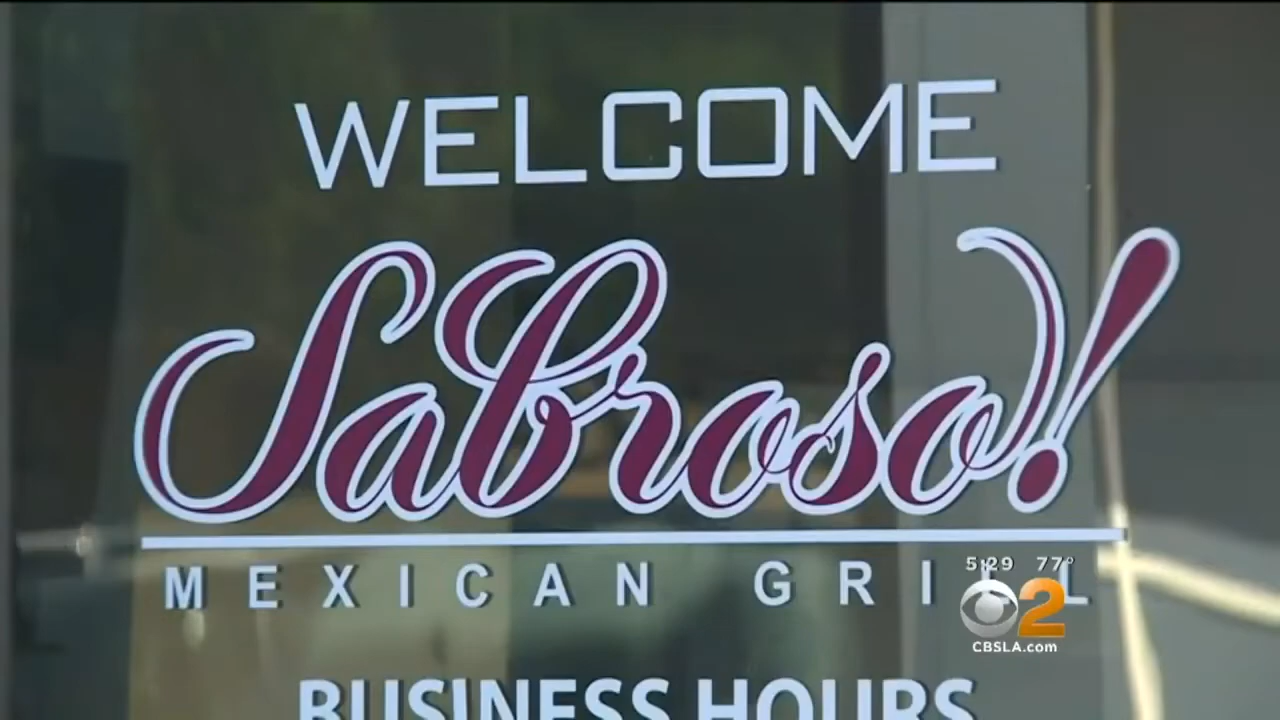 WELCOME
Sabroso!
MEXICAN GRILL
5:29 77°
2
CBSLA.com
BUSINESS HOURS